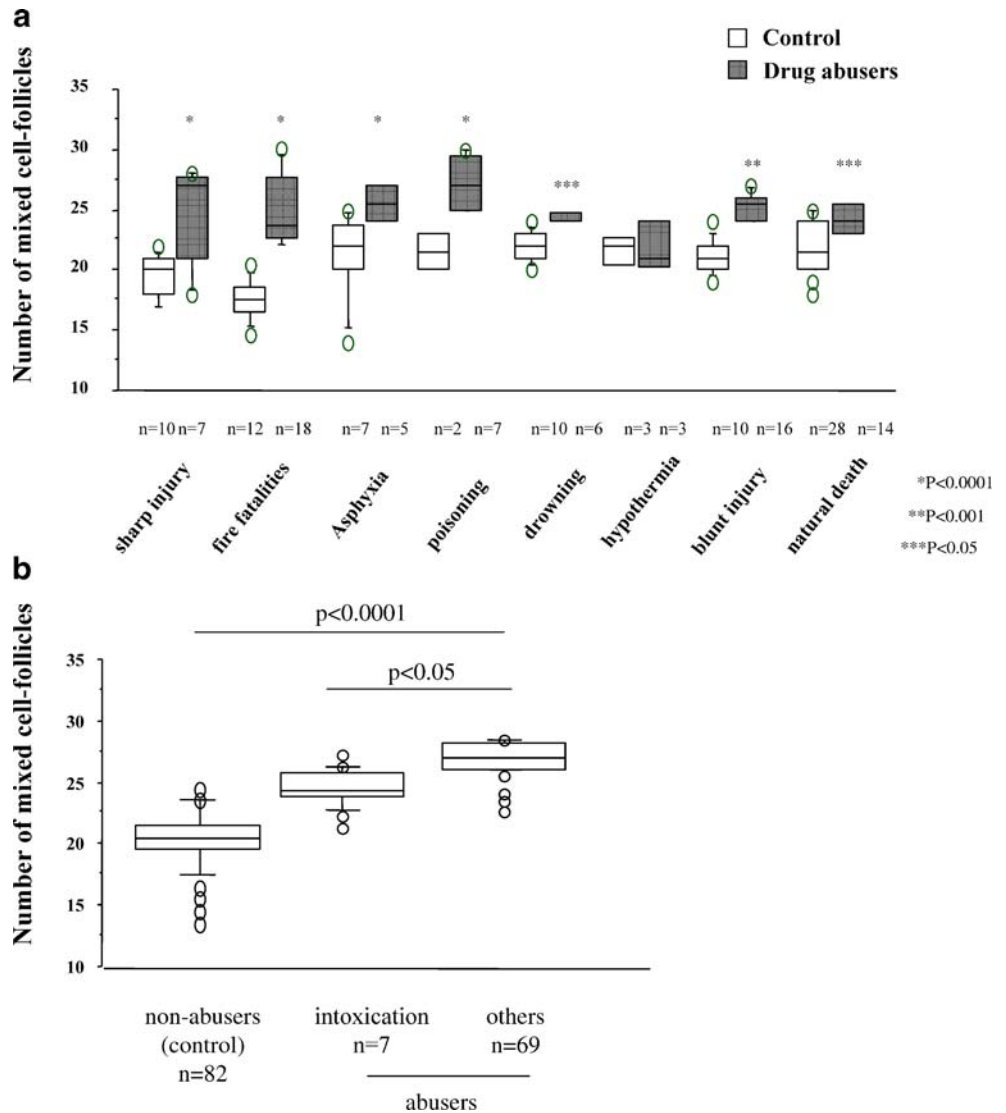 a
Control
Drug abusers
Number of mixed cell-follicles
35
30
25
20
15
10
* * * * *** ** ***
n=10 n=7 n=12 n=18 n=7 n=5 n=2 n=7 n=10 n=6 n=3 n=3 n=10 n=16 n=28 n=14
sharp injury
fire fatalities
Asphyxia
poisoning
drowning
hypothermia
blunt injury
natural death
*P<0.0001
**P<0.001
***P<0.05
b
p<0.0001
p<0.05
Number of mixed cell-follicles
35
30
25
20
15
10
non-abusers
(control)
n=82
intoxication
n=7
others
n=69
abusers